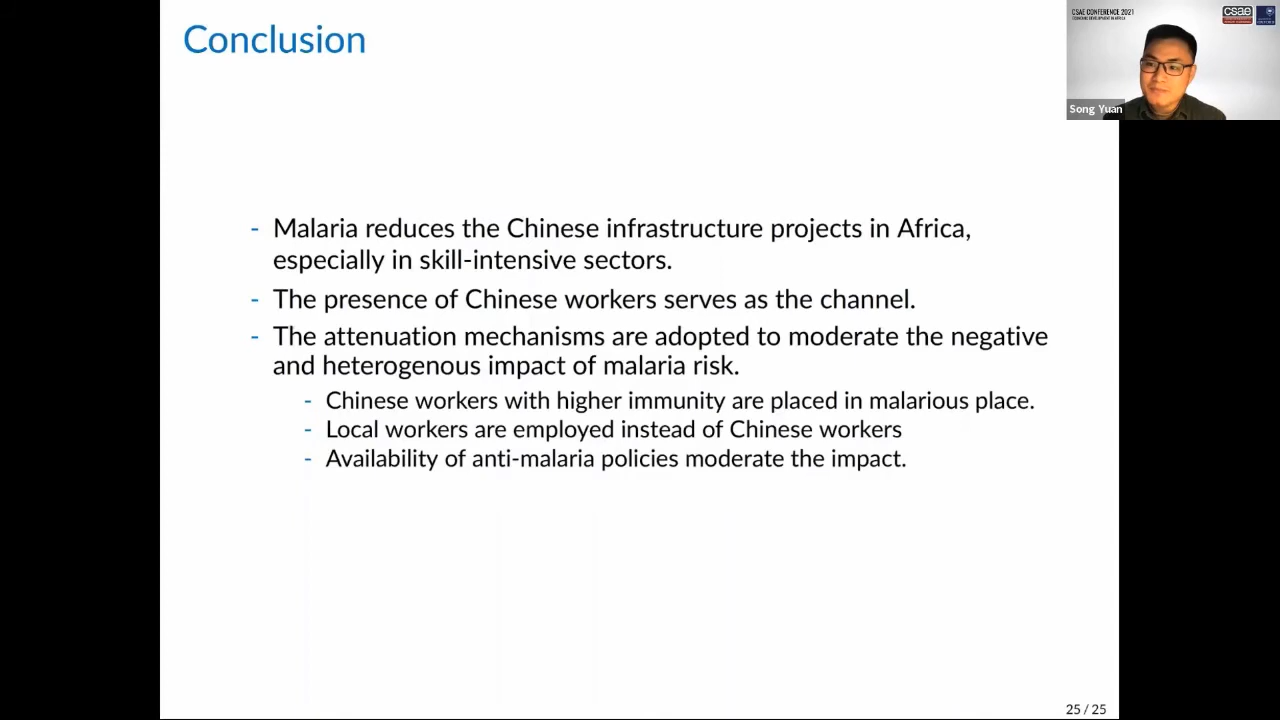 Conclusion
CSAE CONFERENCE 2021
ECONOMIC DEVELOPMENT IN AFRICA
csae
Song Yuan
- Malaria reduces the Chinese infrastructure projects in Africa,
especially in skill-intensive sectors.
- The presence of Chinese workers serves as the channel.
- The attenuation mechanisms are adopted to moderate the negative
and heterogenous impact of malaria risk.
- Chinese workers with higher immunity are placed in malarious place.
- Local workers are employed instead of Chinese workers
- Availability of anti-malaria policies moderate the impact.
25 / 25